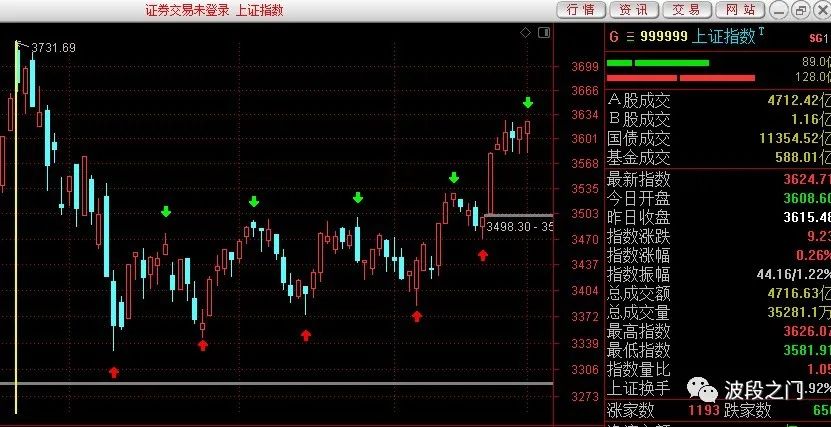 证券交易未登录 上证指数
行情 资讯 交易 网站
3731.69
3699
3666
3634
3601
3568
3535
3503
3470
3437
3404
3372
3339
3306
3273
3498.30 - 35
G 三 999999 上证指数 T SG1
89.0亿
128.0亿
A股成交 4712.42亿
B股成交 1.16亿
国债成交 11354.52亿
基金成交 588.01亿
最新指数 3624.71
今日开盘 3608.60
昨日收盘 3615.48
指数涨跌 9.23
指数涨幅 0.26%
指数振幅 44.16/1.22%
总成交额 4716.63亿
总成交量 35281.1万
最高指数 3626.07
最低指数 3581.91
指数量比 1.05
上证换手 .92%
波段之门
涨家数 1193 跌家数 656